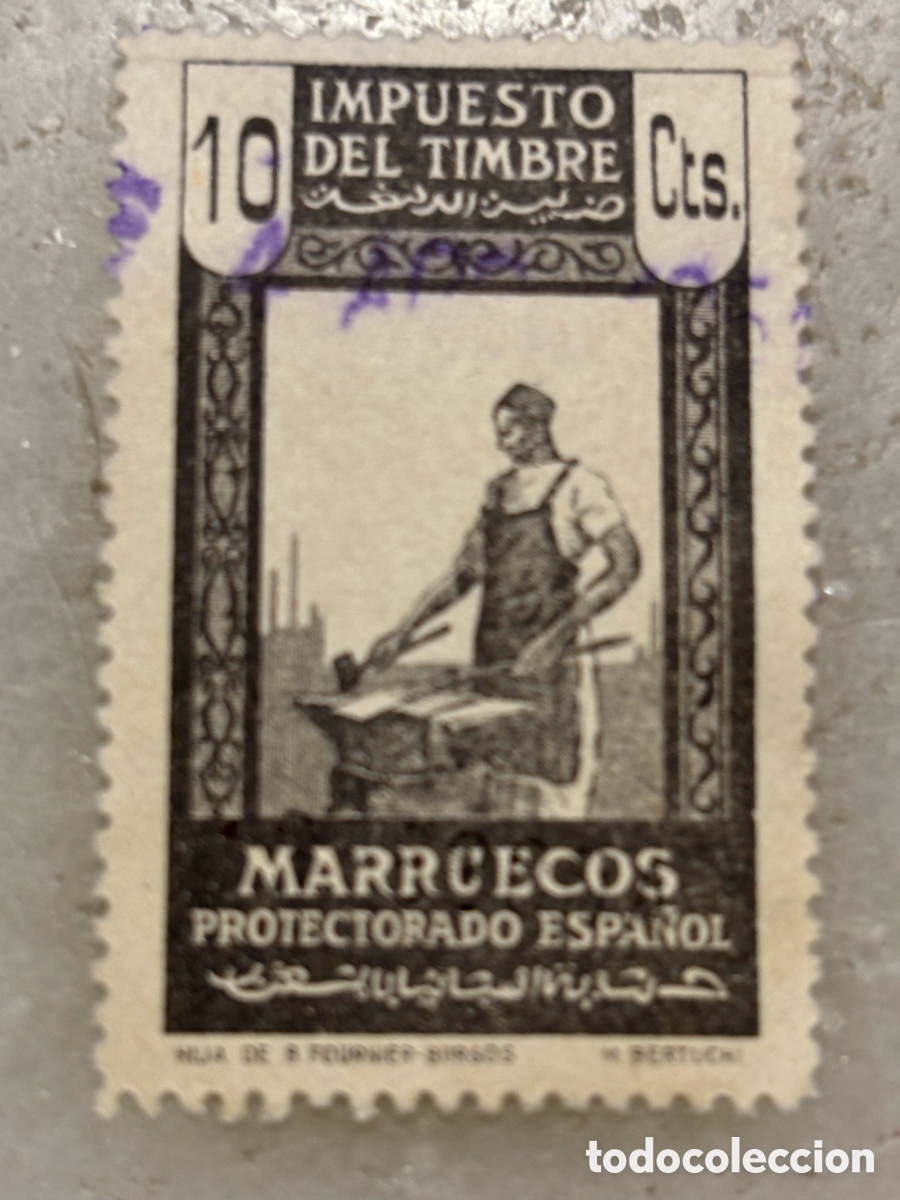 10
IMPUESTO
DEL TIMBRE
Cts.
MARRUECOS
PROTECTORADO ESPAÑOL
HIJA DE B. FOURNIER-BURGOS
M. BERTUCHI
todocoleccion